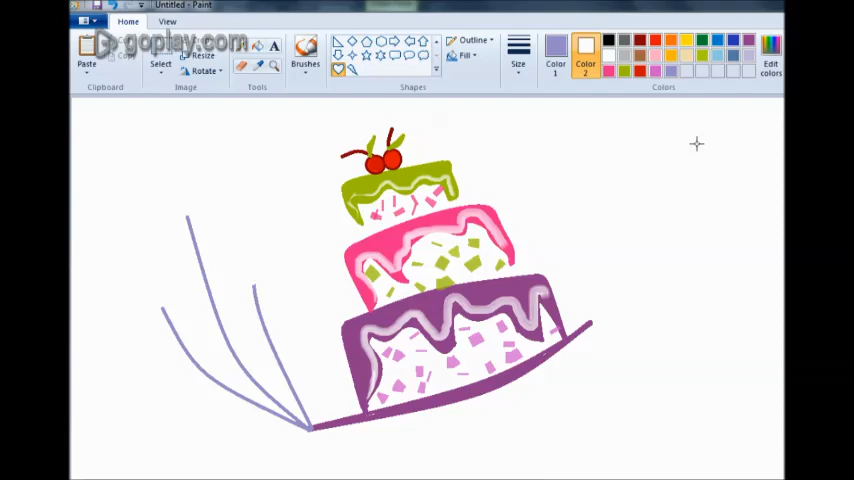 Untitled - Paint
Home View
goplay.com
Paste
Copy
Select
Resize
Rotate
A
Brushes
Outline
Fill
Size
Color
1
Color
2
Edit
colors
Clipboard
Image
Tools
Shapes
Colors